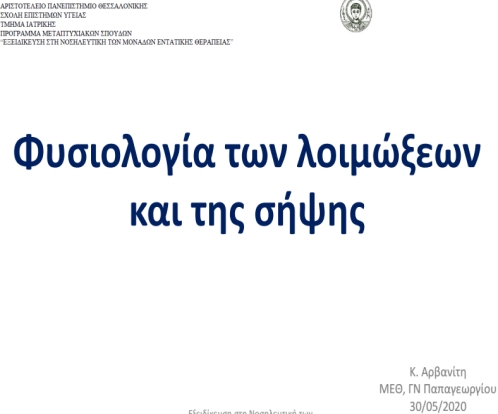 ΑΡΙΣΤΟΤΕΛΕΙΟ ΠΑΝΕΠΙΣΤΗΜΙΟ ΘΕΣΣΑΛΟΝΙΚΗΣ
ΣΧΟΛΗ ΕΠΙΣΤΗΜΩΝ ΥΓΕΙΑΣ
ΤΜΗΜΑ ΙΑΤΡΙΚΗΣ
ΠΡΟΓΡΑΜΜΑ ΜΕΤΑΠΤΥΧΙΑΚΩΝ ΣΠΟΥΔΩΝ
“ΕΞΕΙΔΙΚΕΥΣΗ ΣΤΗ ΝΟΣΗΛΕΥΤΙΚΗ ΤΩΝ ΜΟΝΑΔΩΝ ΕΝΤΑΤΙΚΗΣ ΘΕΡΑΠΕΙΑΣ”
Φυσιολογία των λοιμώξεων
και της σήψης
Κ. Αρβανίτη
ΜΕΘ, ΓΝ Παπαγεωργίου
30/05/2020
Εξειδίκευση στη Νοσηλευτική των